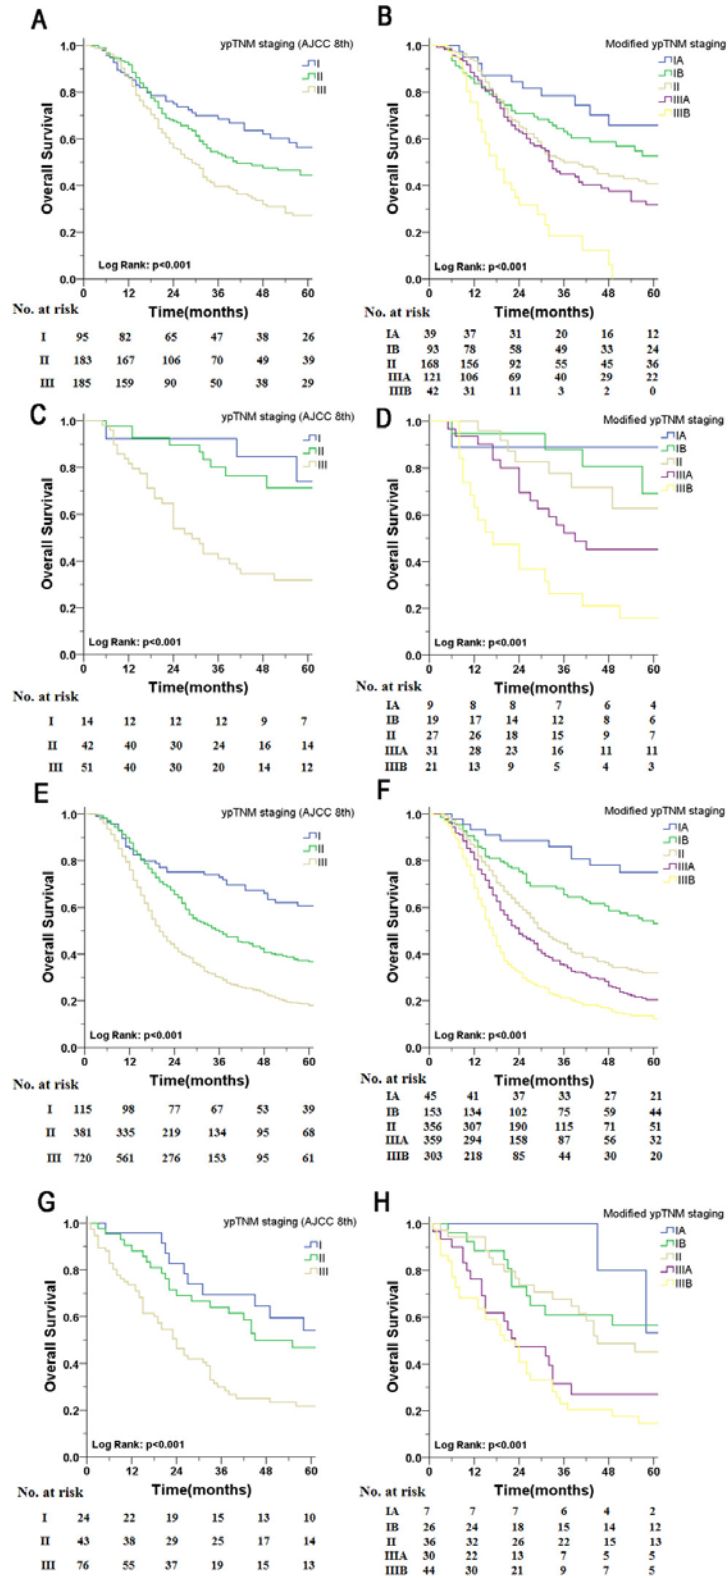 A
ypTNM staging (AJCC 8th)
I
II
III
Overall Survival
1.0
0.8
0.6
0.4
0.2
0.0
Log Rank: p<0.001
0 12 24 36 48 60
Time(months)
No. at risk
I 95 82 65 47 38 26
II 183 167 106 70 49 39
III 185 159 90 50 38 29
B
Modified ypTNM staging
IA
IB
II
IIIA
IIIB
Overall Survival
1.0
0.8
0.6
0.4
0.2
0.0
Log Rank: p<0.001
0 12 24 36 48 60
Time(months)
No. at risk
IA 39 37 31 20 16 12
IB 93 78 58 49 33 24
II 168 156 92 55 45 36
IIIA 121 106 69 40 29 22
IIIB 42 31 11 3 2 0
C
ypTNM staging (AJCC 8th)
I
II
III
Overall Survival
1.0
0.8
0.6
0.4
0.2
0.0
Log Rank: p<0.001
0 12 24 36 48 60
Time(months)
No. at risk
I 14 12 12 12 9 7
II 42 40 30 24 16 14
III 51 40 30 20 14 12
D
Modified ypTNM staging
IA
IB
II
IIIA
IIIB
Overall Survival
1.0
0.8
0.6
0.4
0.2
0.0
Log Rank: p<0.001
0 12 24 36 48 60
Time(months)
No. at risk
IA 9 8 8 7 6 4
IB 19 17 14 12 8 6
II 27 26 18 15 9 7
IIIA 31 28 23 16 11 11
IIIB 21 13 9 5 4 3
E
ypTNM staging (AJCC 8th)
I
II
III
Overall Survival
1.0
0.8
0.6
0.4
0.2
0.0
Log Rank: p<0.001
0 12 24 36 48 60
Time(months)
No. at risk
I 115 98 77 67 53 39
II 381 335 219 134 95 68
III 720 561 276 153 95 61
F
Modified ypTNM staging
IA
IB
II
IIIA
IIIB
Overall Survival
1.0
0.8
0.6
0.4
0.2
0.0
Log Rank: p<0.001
0 12 24 36 48 60
Time(months)
No. at risk
IA 45 41 37 33 27 21
IB 153 134 102 75 59 44
II 356 307 190 115 71 51
IIIA 359 294 158 87 56 32
IIIB 303 218 85 44 30 20
G
ypTNM staging (AJCC 8th)
I
II
III
Overall Survival
1.0
0.8
0.6
0.4
0.2
0.0
Log Rank: p<0.001
0 12 24 36 48 60
Time(months)
No. at risk
I 24 22 19 15 13 10
II 43 38 29 25 17 14
III 76 55 37 19 15 13
H
Modified ypTNM staging
IA
IB
II
IIIA
IIIB
Overall Survival
1.0
0.8
0.6
0.4
0.2
0.0
Log Rank: p<0.001
0 12 24 36 48 60
Time(months)
No. at risk
IA 7 7 7 6 4 2
IB 26 24 18 15 14 12
II 36 32 26 22 15 13
IIIA 30 22 13 7 5 5
IIIB 44 30 21 9 7 5